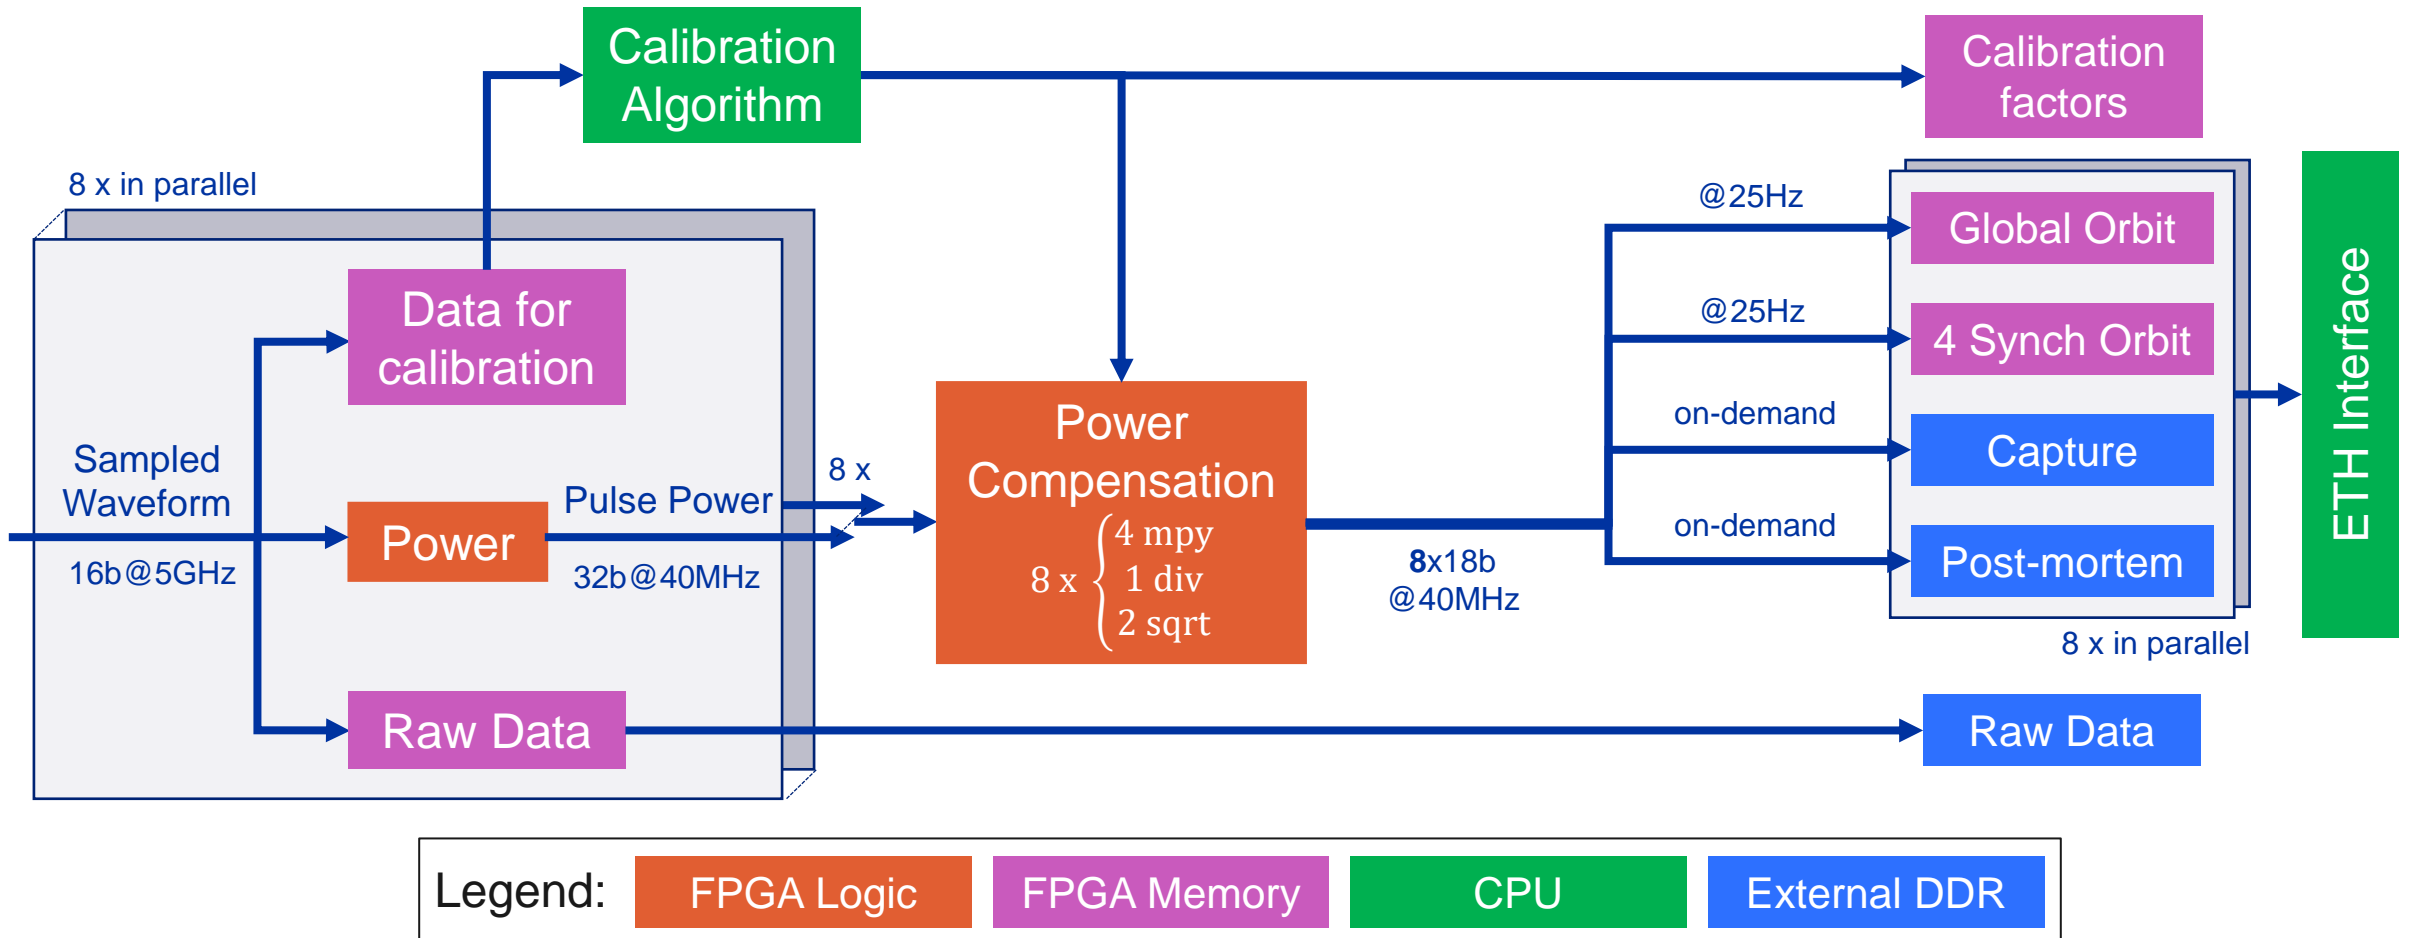 Calibration
Algorithm
Calibration
factors
8 x in parallel
Data for
calibration
Sampled
Waveform
16b@5GHz
Power
Pulse Power
32b@40MHz
8 x
Raw Data
Power
Compensation
8 x { 4 mpy
1 div
2 sqrt
8x18b
@40MHz
@25Hz
@25Hz
on-demand
on-demand
Global Orbit
4 Synch Orbit
Capture
Post-mortem
8 x in parallel
Raw Data
ETH Interface
Legend:
FPGA Logic
FPGA Memory
CPU
External DDR